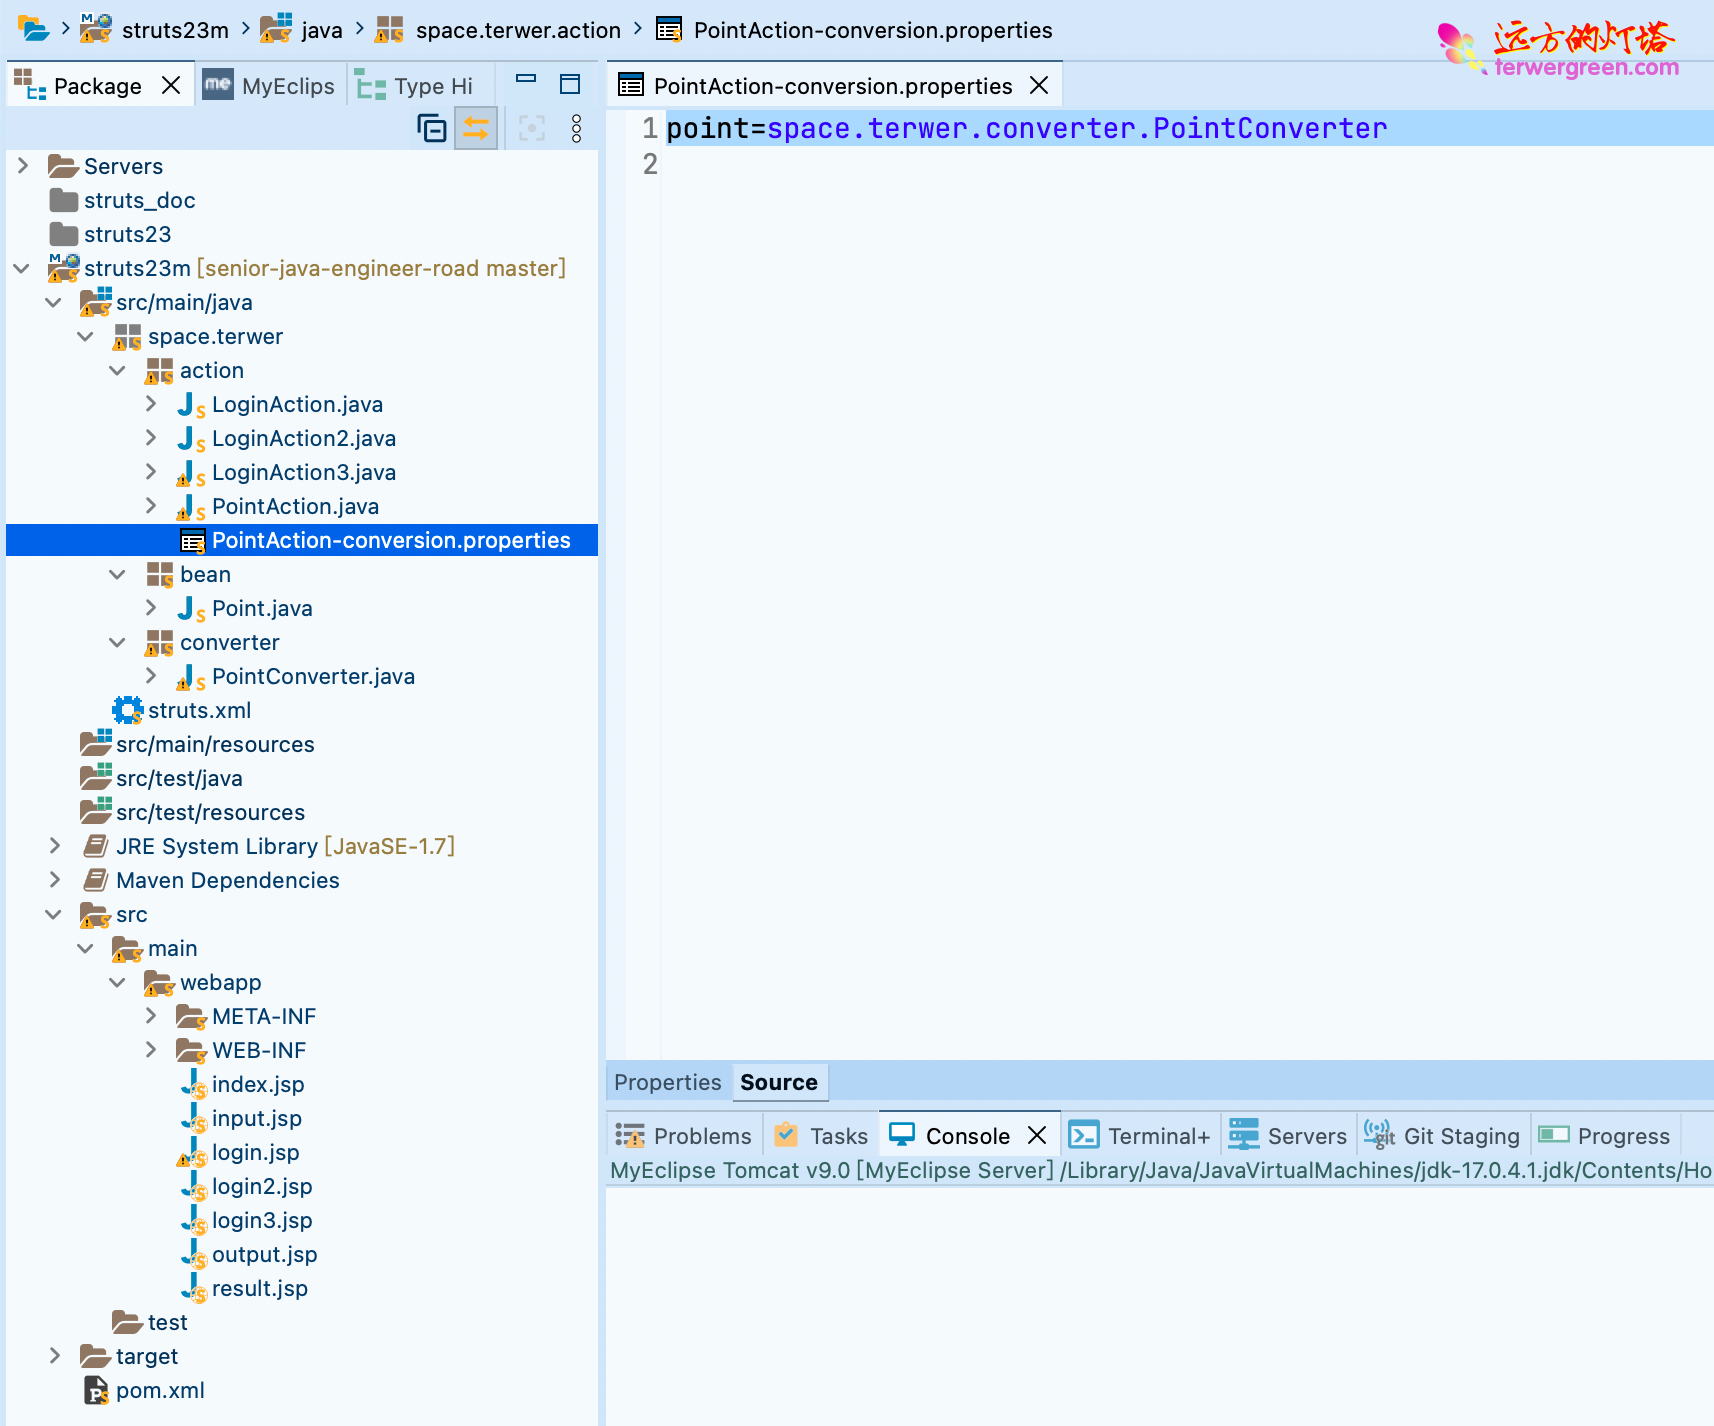 struts23m > java > space.terwer.action > PointAction-conversion.properties
远方的灯塔
terwergreen.com
Package
MyEclips
Type Hi
PointAction-conversion.properties
1 point=space.terwer.converter.PointConverter
2
Servers
struts_doc
struts23
struts23m [senior-java-engineer-road master]
src/main/java
space.terwer
action
LoginAction.java
LoginAction2.java
LoginAction3.java
PointAction.java
PointAction-conversion.properties
bean
Point.java
converter
PointConverter.java
struts.xml
src/main/resources
src/test/java
src/test/resources
JRE System Library [JavaSE-1.7]
Maven Dependencies
src
main
webapp
META-INF
WEB-INF
index.jsp
input.jsp
login.jsp
login2.jsp
login3.jsp
output.jsp
result.jsp
test
target
pom.xml
Properties
Source
Problems
Tasks
Console
Terminal+
Servers
Git Staging
Progress
MyEclipse Tomcat v9.0 [MyEclipse Server] /Library/Java/JavaVirtualMachines/jdk-17.0.4.1.jdk/Contents/Ho